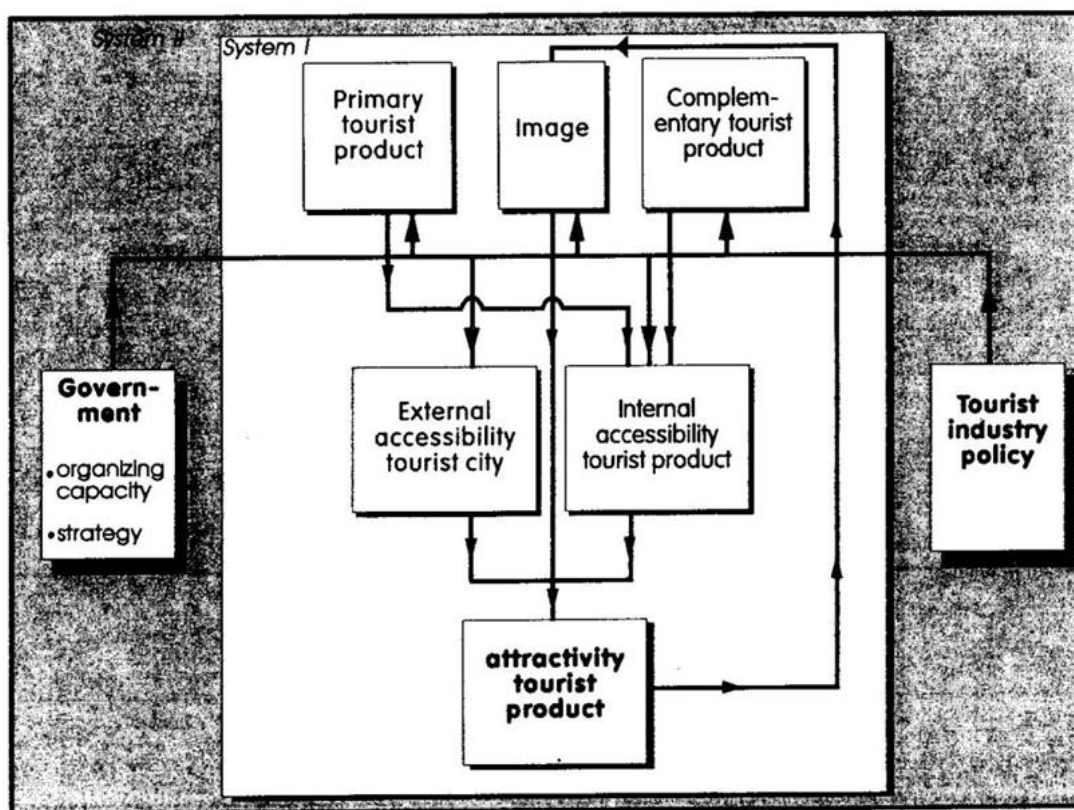 System II
System I
Primary
tourist
product
Image
Complem-
entary tourist
product
Govern-
ment
• organizing
capacity
• strategy
External
accessibility
tourist city
Internal
accessibility
tourist product
Tourist
industry
policy
attractivity
tourist
product